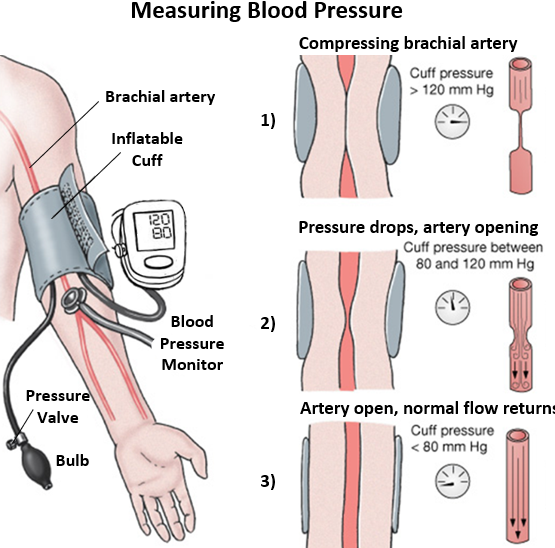 Measuring Blood Pressure
Brachial artery
Inflatable
Cuff
120
80
Blood
Pressure
Monitor
Pressure
Valve
Bulb
Compressing brachial artery
1)
Cuff pressure
> 120 mm Hg
Pressure drops, artery opening
2)
Cuff pressure between
80 and 120 mm Hg
Artery open, normal flow returns
3)
Cuff pressure
< 80 mm Hg